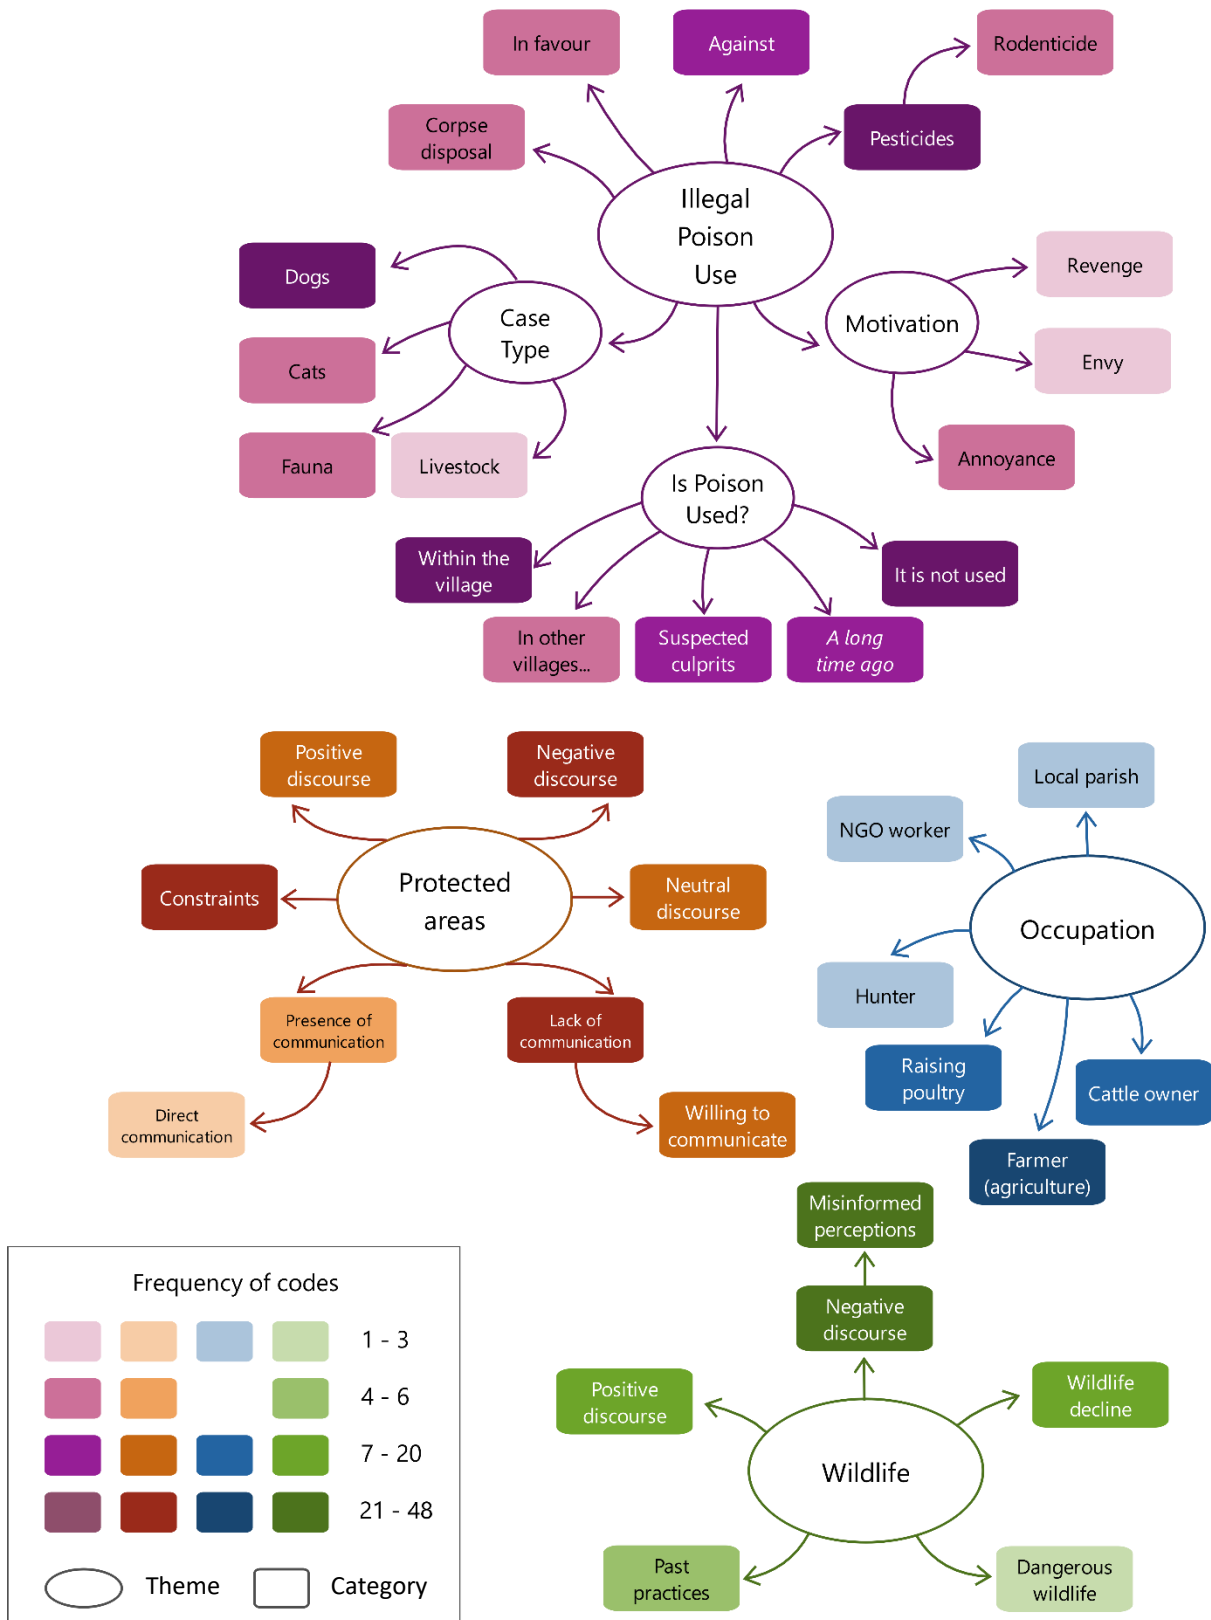 In favour
Against
Rodenticide
Corpse
disposal
Pesticides
Illegal
Poison
Use
Dogs
Revenge
Case
Type
Motivation
Cats
Envy
Fauna
Livestock
Annoyance
Is Poison
Used?
Within the
village
It is not used
In other
villages...
Suspected
culprits
A long
time ago
Positive
discourse
Negative
discourse
Local parish
NGO worker
Constraints
Protected
areas
Neutral
discourse
Occupation
Hunter
Presence of
communication
Lack of
communication
Raising
poultry
Cattle owner
Direct
communication
Willing to
communicate
Farmer
(agriculture)
Misinformed
perceptions
Negative
discourse
Positive
discourse
Wildlife
decline
Wildlife
Past
practices
Dangerous
wildlife
Frequency of codes
1 - 3
4 - 6
7 - 20
21 - 48
Theme
Category